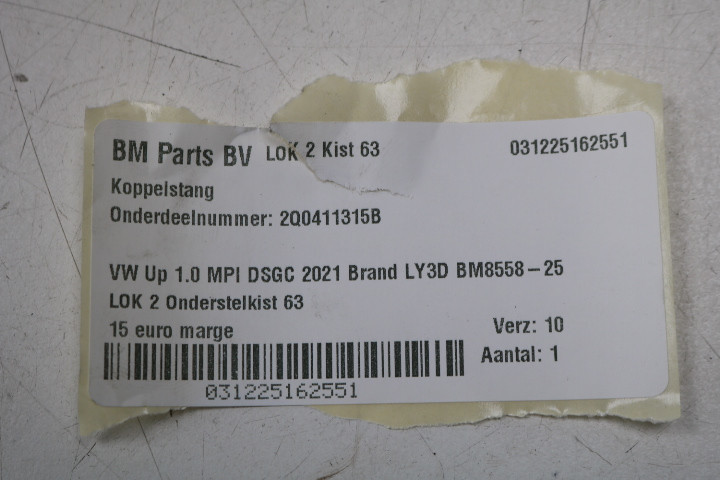 BM Parts BV LOK 2 Kist 63 031225162551
Koppelstang
Onderdeelnummer: 2Q0411315B
VW Up 1.0 MPI DSGC 2021 Brand LY3D BM8558-25
LOK 2 Onderstelkist 63
15 euro marge Verz: 10
Aantal: 1
031225162551